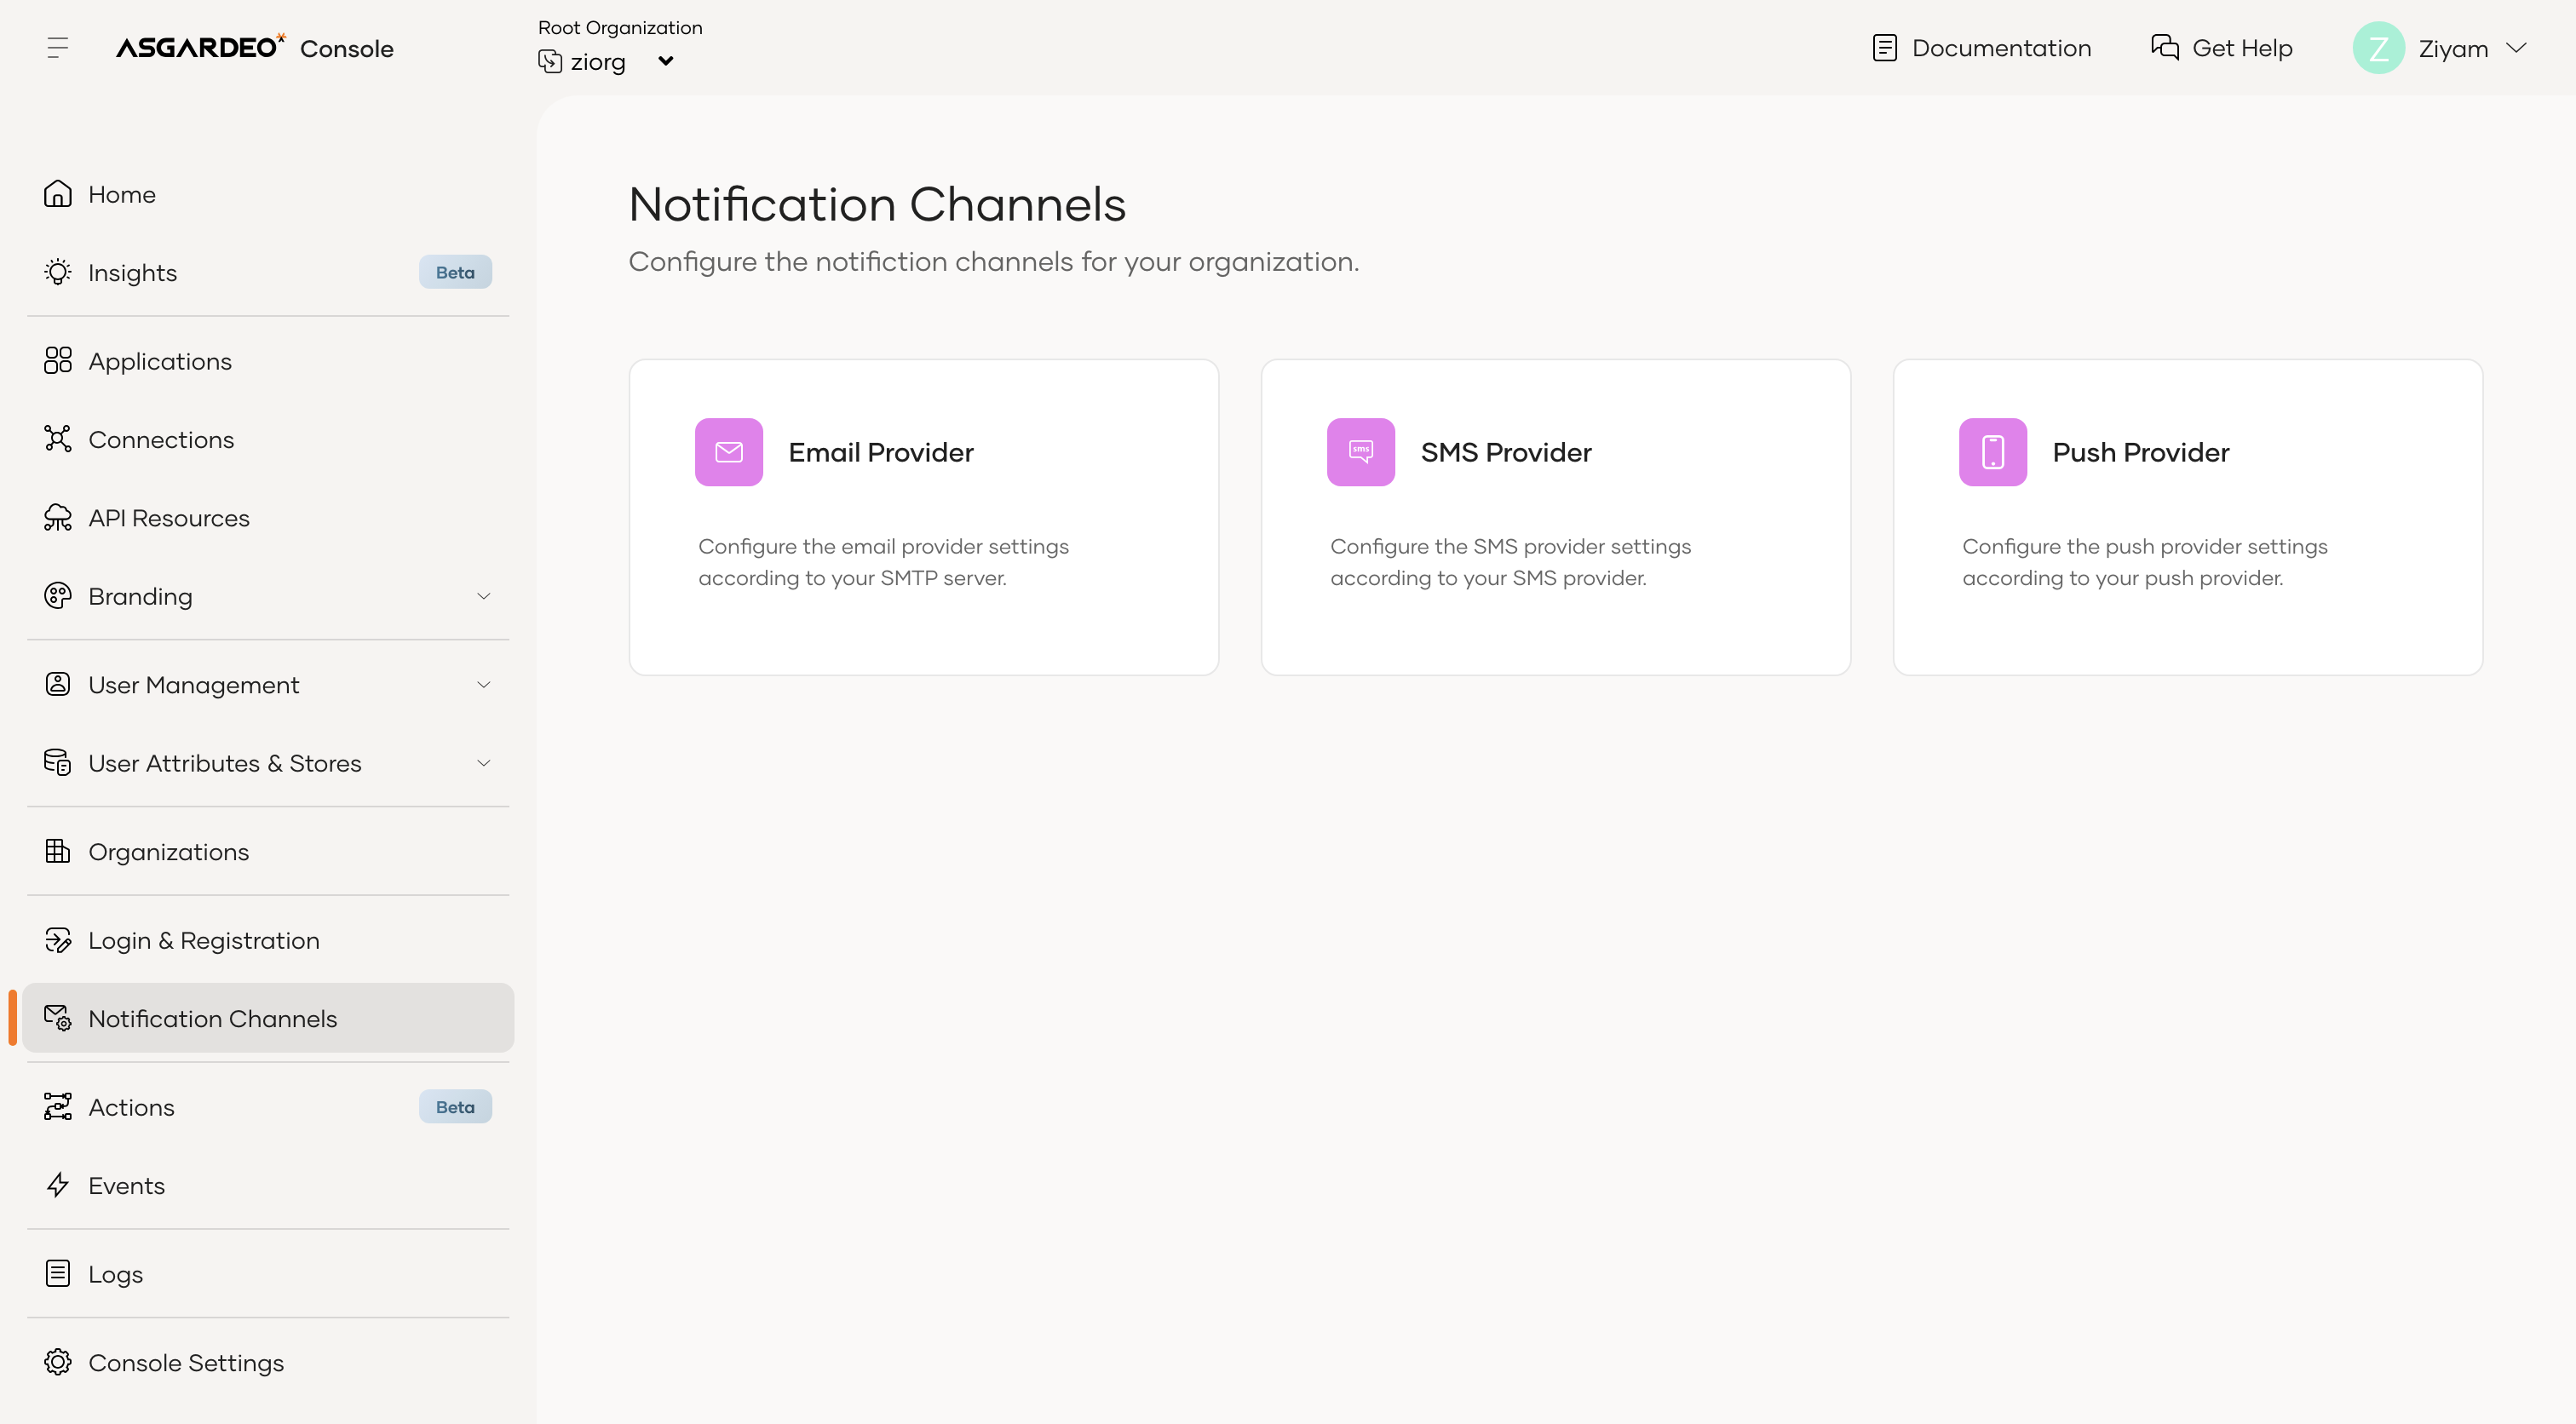 ASGARDEO Console
Root Organization
ziorg
Documentation
Get Help
Z
Ziyam
Home
Insights
Beta
Applications
Connections
API Resources
Branding
User Management
User Attributes & Stores
Organizations
Login & Registration
Notification Channels
Actions
Beta
Events
Logs
Console Settings
Notification Channels
Configure the notifiction channels for your organization.
Email Provider
Configure the email provider settings
according to your SMTP server.
sms
SMS Provider
Configure the SMS provider settings
according to your SMS provider.
Push Provider
Configure the push provider settings
according to your push provider.